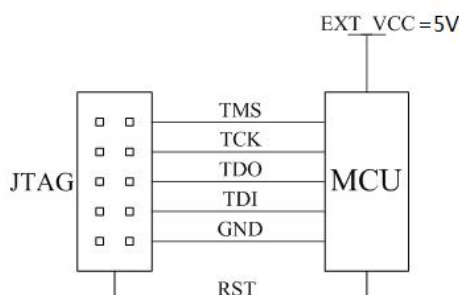 EXT_VCC=5V
TMS
TCK
JTAG
TDO
MCU
TDI
GND
RST